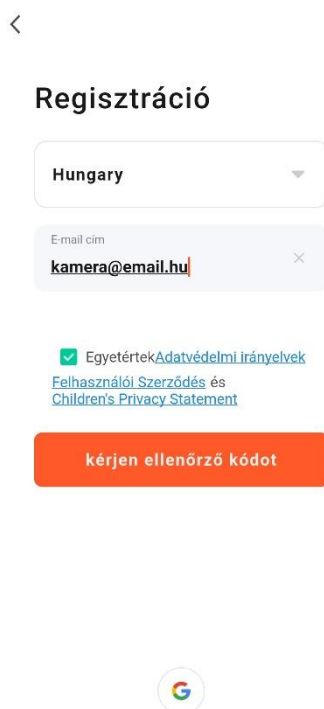 Regisztráció
Hungary
E-mail cím
kamera@email.hu
EgyetértekAdatvédelmi irányelvek
Felhasználói Szerződés és
Children's Privacy Statement
kérjen ellenőrző kódot